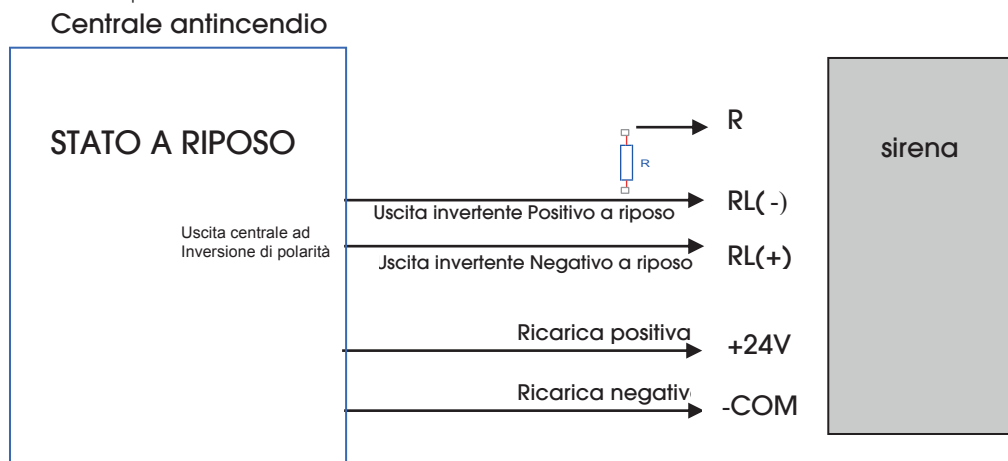 Centrale antincendio
STATO A RIPOSO
R
sirena
R
Uscita invertente Positivo a riposo
RL(-)
Uscita centrale ad
Inversione di polarità
Jscita invertente Negativo a riposo
RL(+)
Ricarica positiva
+24V
Ricarica negativ
-COM